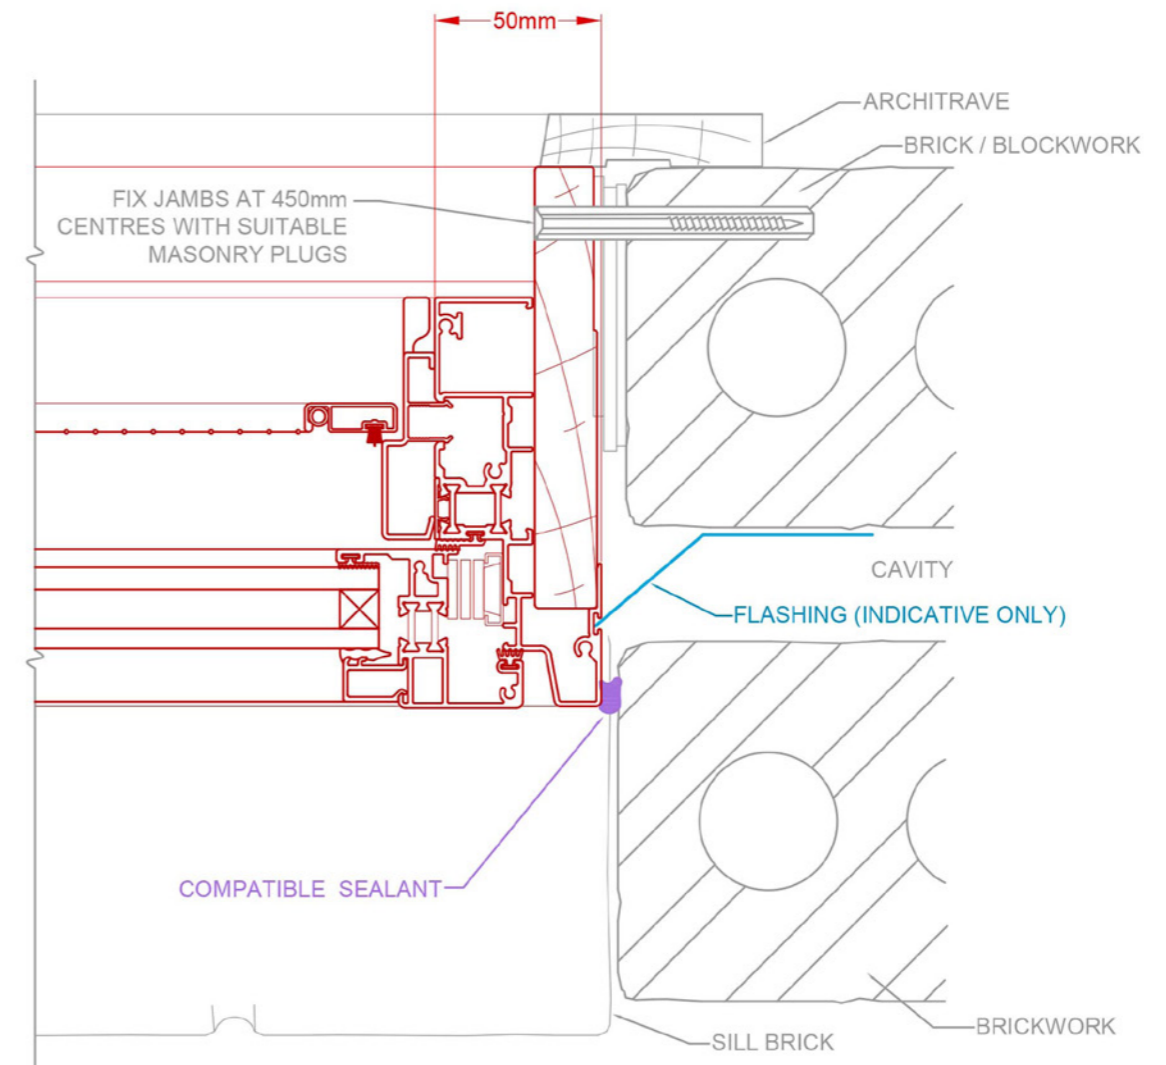 50mm
ARCHITRAVE
BRICK / BLOCKWORK
FIX JAMBS AT 450mm
CENTRES WITH SUITABLE
MASONRY PLUGS
CAVITY
FLASHING (INDICATIVE ONLY)
COMPATIBLE SEALANT
BRICKWORK
SILL BRICK